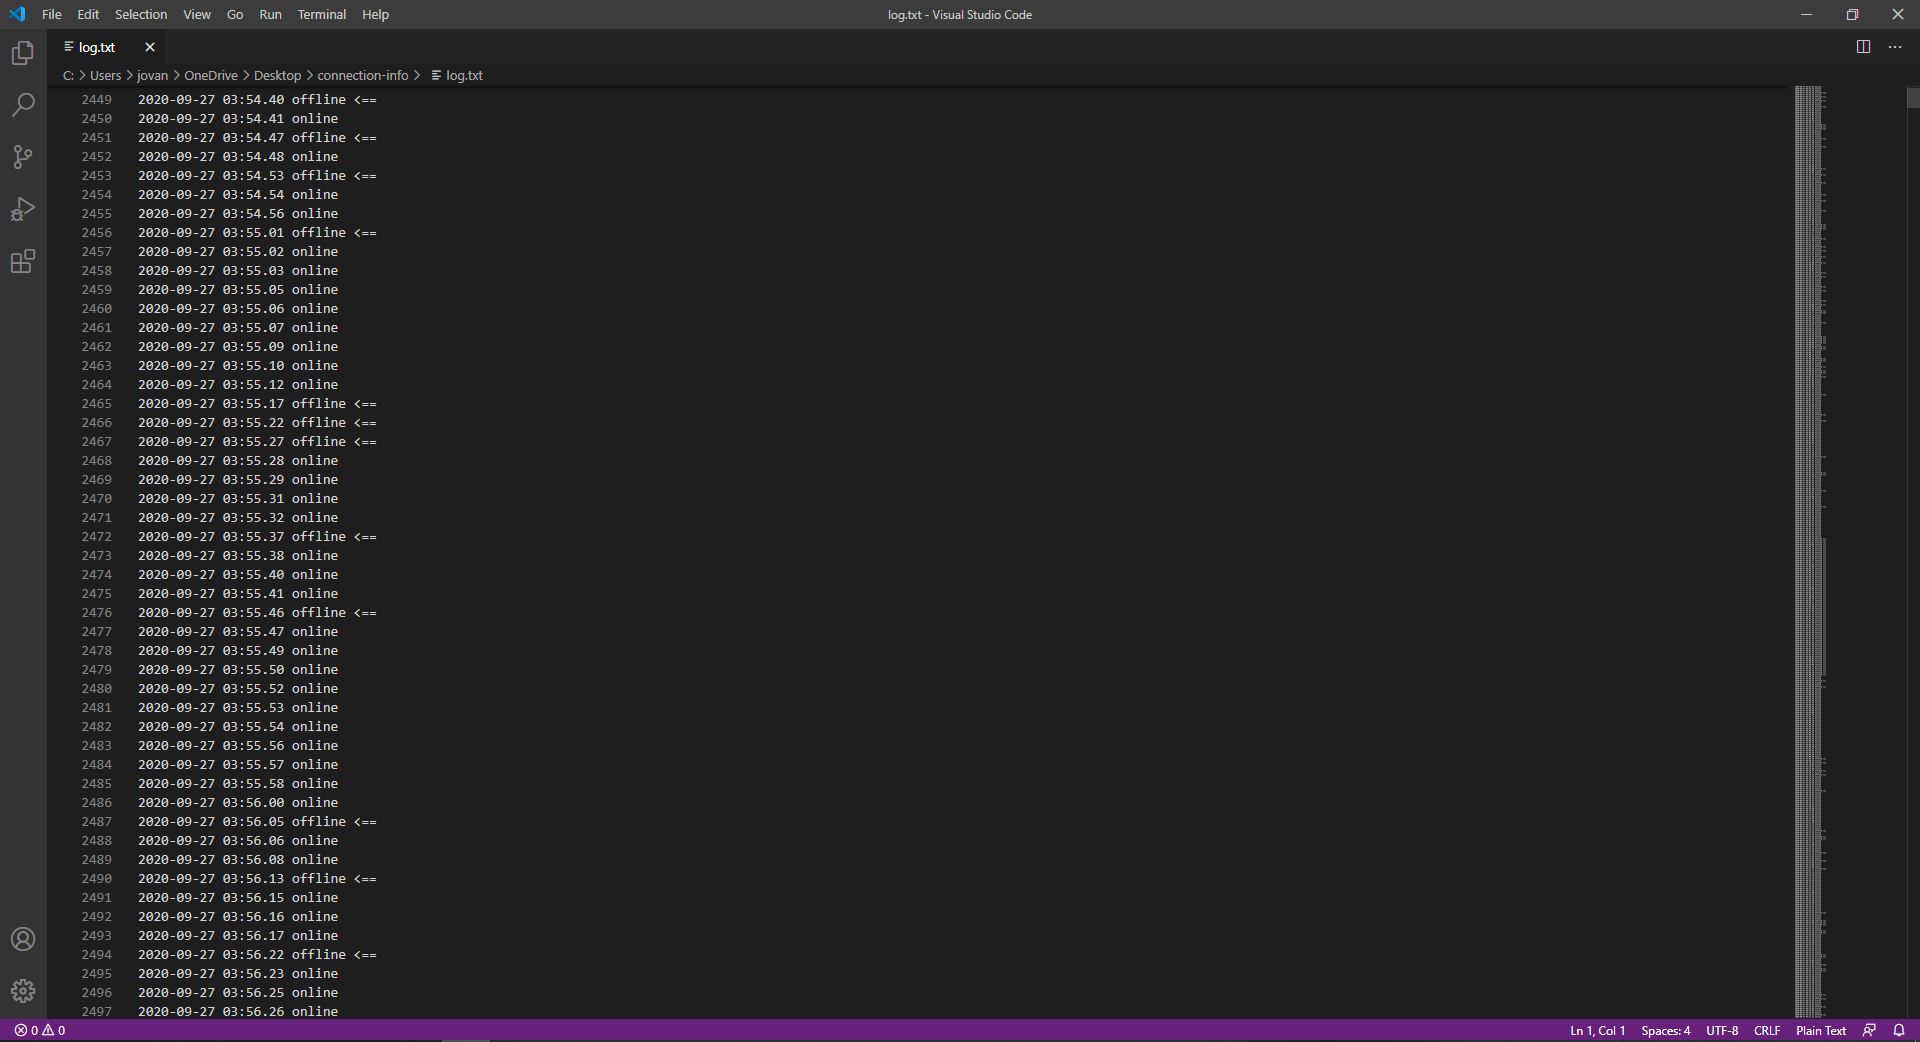 File Edit Selection View Go Run Terminal Help log.txt - Visual Studio Code
log.txt
C: > Users > jovan > OneDrive > Desktop > connection-info > log.txt
2449 2020-09-27 03:54.40 offline <==
2450 2020-09-27 03:54.41 online
2451 2020-09-27 03:54.47 offline <==
2452 2020-09-27 03:54.48 online
2453 2020-09-27 03:54.53 offline <==
2454 2020-09-27 03:54.54 online
2455 2020-09-27 03:54.56 online
2456 2020-09-27 03:55.01 offline <==
2457 2020-09-27 03:55.02 online
2458 2020-09-27 03:55.03 online
2459 2020-09-27 03:55.05 online
2460 2020-09-27 03:55.06 online
2461 2020-09-27 03:55.07 online
2462 2020-09-27 03:55.09 online
2463 2020-09-27 03:55.10 online
2464 2020-09-27 03:55.12 online
2465 2020-09-27 03:55.17 offline <==
2466 2020-09-27 03:55.22 offline <==
2467 2020-09-27 03:55.27 offline <==
2468 2020-09-27 03:55.28 online
2469 2020-09-27 03:55.29 online
2470 2020-09-27 03:55.31 online
2471 2020-09-27 03:55.32 online
2472 2020-09-27 03:55.37 offline <==
2473 2020-09-27 03:55.38 online
2474 2020-09-27 03:55.40 online
2475 2020-09-27 03:55.41 online
2476 2020-09-27 03:55.46 offline <==
2477 2020-09-27 03:55.47 online
2478 2020-09-27 03:55.49 online
2479 2020-09-27 03:55.50 online
2480 2020-09-27 03:55.52 online
2481 2020-09-27 03:55.53 online
2482 2020-09-27 03:55.54 online
2483 2020-09-27 03:55.56 online
2484 2020-09-27 03:55.57 online
2485 2020-09-27 03:55.58 online
2486 2020-09-27 03:56.00 online
2487 2020-09-27 03:56.05 offline <==
2488 2020-09-27 03:56.06 online
2489 2020-09-27 03:56.08 online
2490 2020-09-27 03:56.13 offline <==
2491 2020-09-27 03:56.15 online
2492 2020-09-27 03:56.16 online
2493 2020-09-27 03:56.17 online
2494 2020-09-27 03:56.22 offline <==
2495 2020-09-27 03:56.23 online
2496 2020-09-27 03:56.25 online
2497 2020-09-27 03:56.26 online
0 0 Ln 1, Col 1 Spaces: 4 UTF-8 CRLF Plain Text